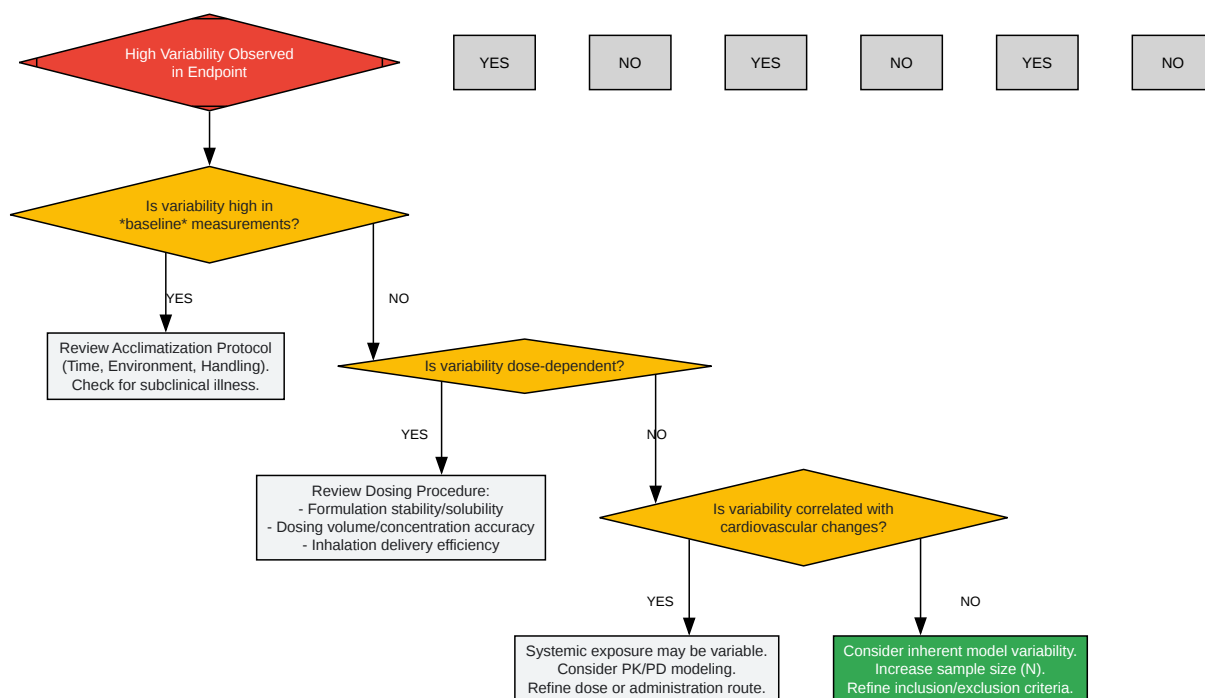 High Variability Observed
in Endpoint
YES
NO
YES
NO
YES
NO
Is variability high in
*baseline* measurements?
YES
NO
Review Acclimatization Protocol
(Time, Environment, Handling).
Check for subclinical illness.
Is variability dose-dependent?
YES
NO
Review Dosing Procedure:
- Formulation stability/solubility
- Dosing volume/concentration accuracy
- Inhalation delivery efficiency
Is variability correlated with
cardiovascular changes?
YES
NO
Systemic exposure may be variable.
Consider PK/PD modeling.
Refine dose or administration route.
Consider inherent model variability.
Increase sample size (N).
Refine inclusion/exclusion criteria.